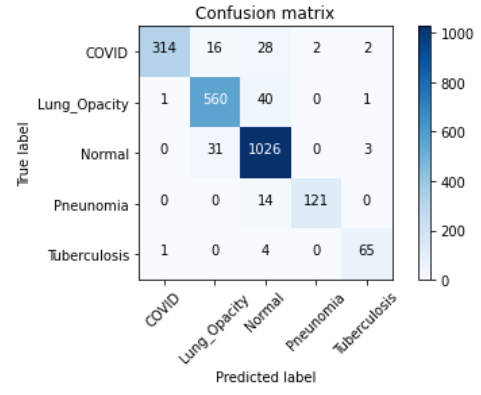 Confusion matrix
COVID 314 16 28 2 2
Lung_Opacity 1 560 40 0 1
Normal 0 31 1026 0 3
Pneumonia 0 0 14 121 0
Tuberculosis 1 0 4 0 65
True label
COVID Lung_Opacity Normal Pneumonia Tuberculosis
Predicted label
1000
800
600
400
200
0